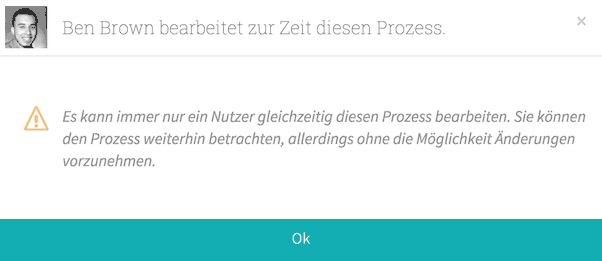 Ben Brown bearbeitet zur Zeit diesen Prozess.
×
Es kann immer nur ein Nutzer gleichzeitig diesen Prozess bearbeiten. Sie können
den Prozess weiterhin betrachten, allerdings ohne die Möglichkeit Änderungen
vorzunehmen.
Ok